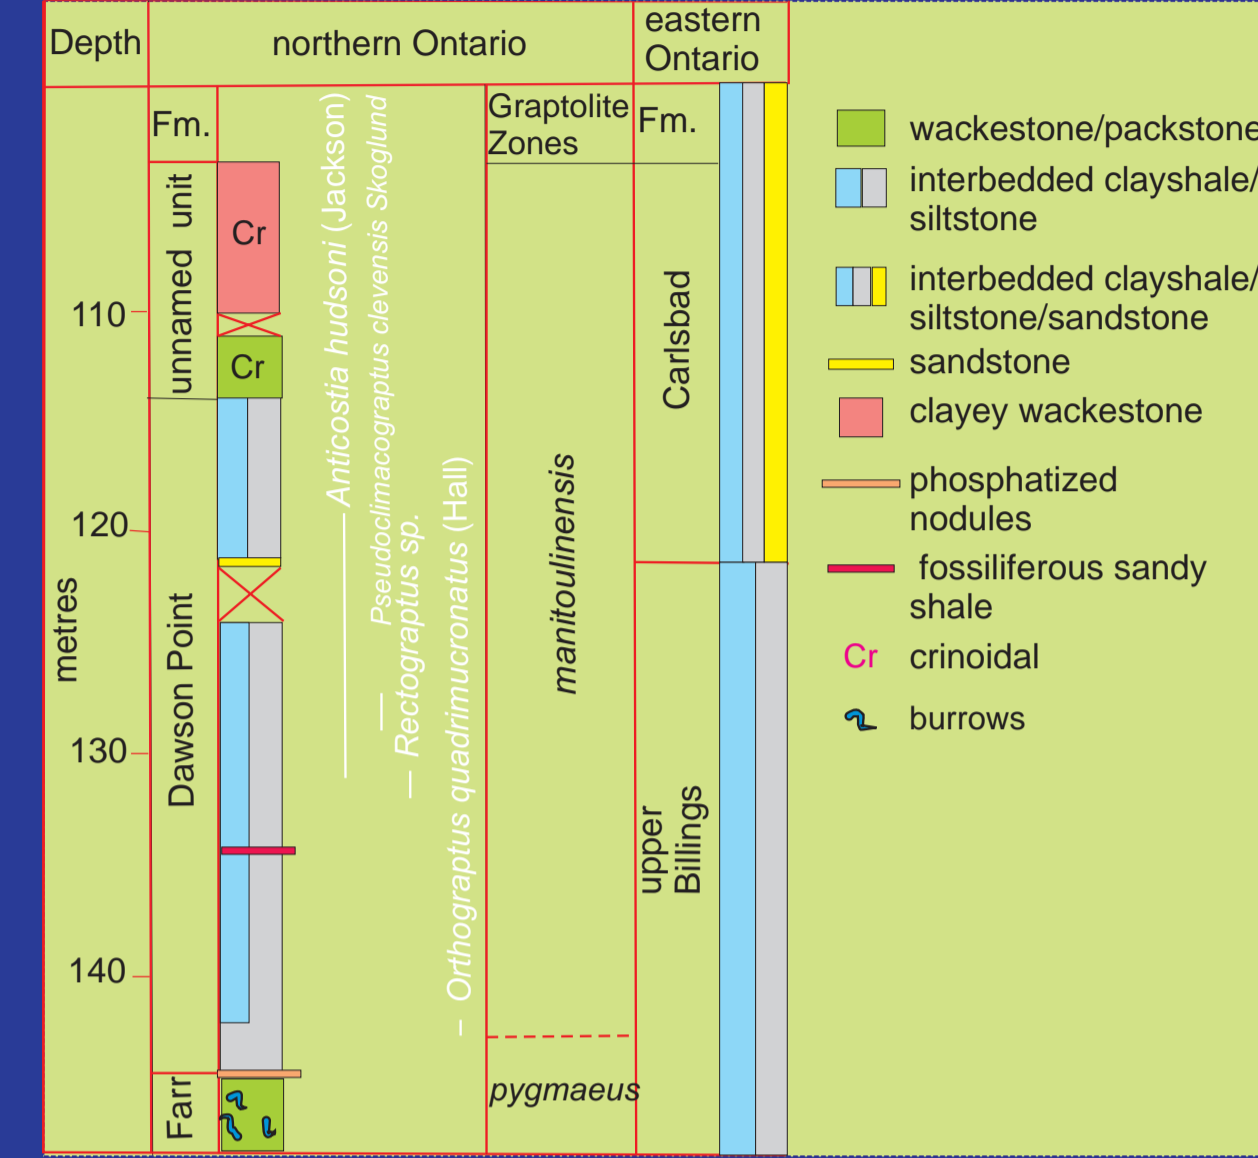 Depth
northern Ontario
eastern
Ontario
Fm.
Graptolite
Zones
Fm.
unnamed unit
Cr
Cr
Dawson Point
Farr
metres
110
120
130
140
Anticostia hudsoni (Jackson)
Pseudoclimacograptus clevensis Skoglund
Rectograptus sp.
Orthograptus quadrimucronatus (Hall)
manitoulinensis
pygmaeus
Carlsbad
upper
Billings
wackestone/packstone
interbedded clayshale/
siltstone
interbedded clayshale/
siltstone/sandstone
sandstone
clayey wackestone
phosphatized
nodules
fossiliferous sandy
shale
Cr crinoidal
burrows